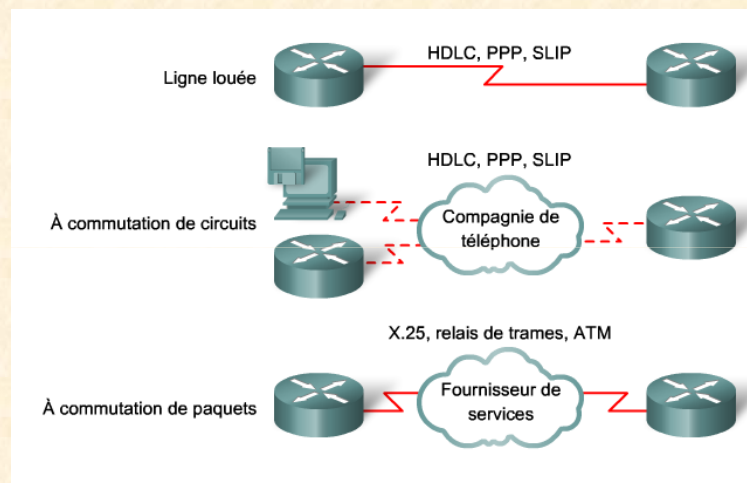 HDLC, PPP, SLIP
Ligne louée
HDLC, PPP, SLIP
À commutation de circuits
Compagnie de
téléphone
X.25, relais de trames, ATM
À commutation de paquets
Fournisseur de
services